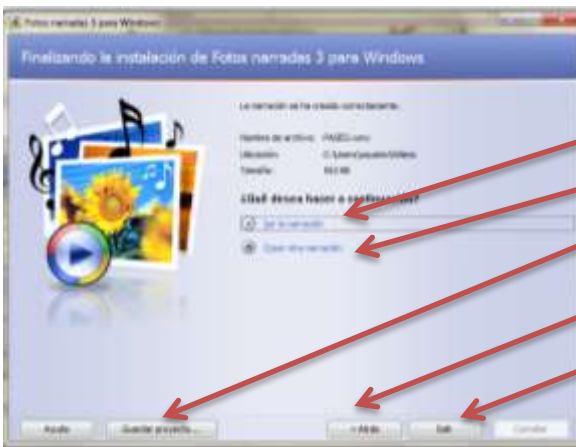 Fotos narradas 3 para Windows
Finalizando la instalación de Fotos narradas 3 para Windows
La narración se ha creado correctamente.
Nombre de archivo:
Ubicación:
Tamaño:
¿Qué desea hacer a continuación?
Ver la narración
Crear otra narración
Ayuda
Guardar proyecto...
< Atrás
Salir
Cancelar